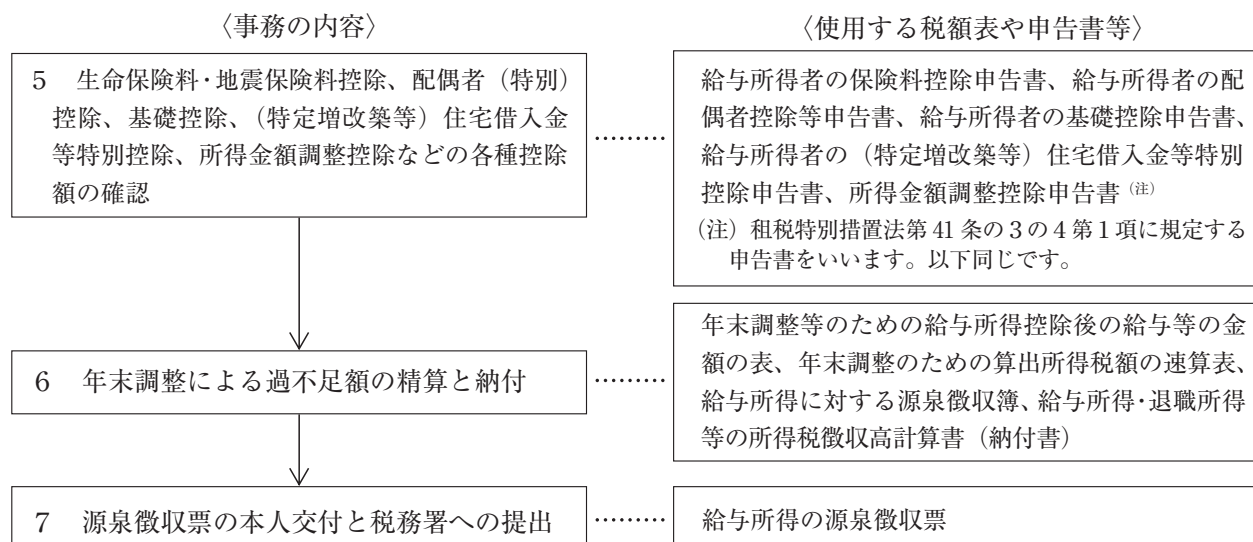 〈事務の内容〉
〈使用する税額表や申告書等〉
5 生命保険料・地震保険料控除、配偶者（特別）
控除、基礎控除、（特定増改築等）住宅借入金
等特別控除、所得金額調整控除などの各種控除
額の確認
………
給与所得者の保険料控除申告書、給与所得者の配
偶者控除等申告書、給与所得者の基礎控除申告書、
給与所得者の（特定増改築等）住宅借入金等特別
控除申告書、所得金額調整控除申告書（注）
（注）租税特別措置法第 41 条の３の４第１項に規定する
申告書をいいます。以下同じです。
6 年末調整による過不足額の精算と納付
………
年末調整等のための給与所得控除後の給与等の金
額の表、年末調整のための算出所得税額の速算表、
給与所得に対する源泉徴収簿、給与所得・退職所得
等の所得税徴収高計算書（納付書）
7 源泉徴収票の本人交付と税務署への提出
………
給与所得の源泉徴収票